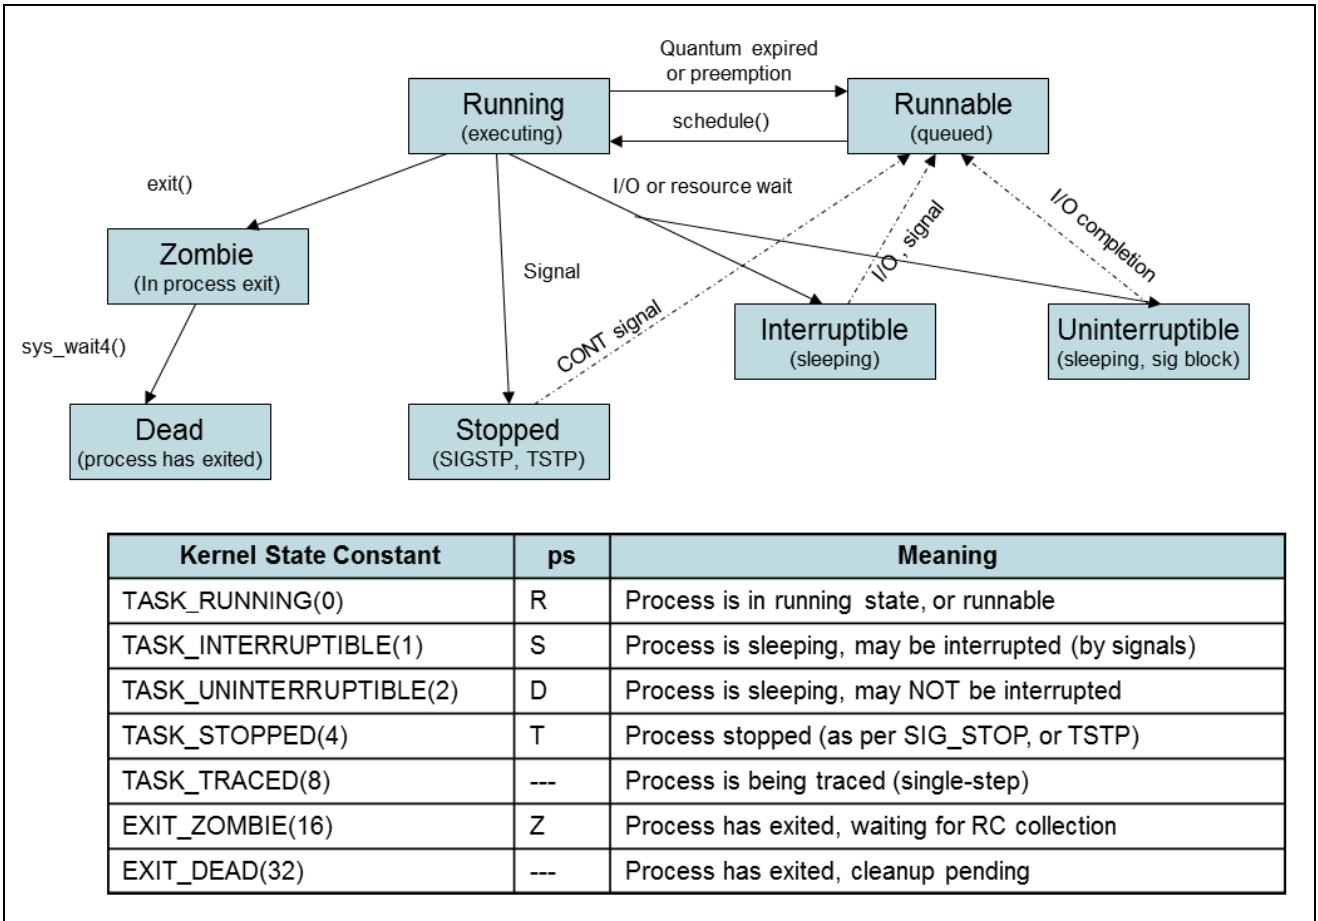 Quantum expired
or preemption
Running
(executing)
Runnable
(queued)
schedule()
exit()
I/O or resource wait
I/O completion
I/O , signal
Zombie
(In process exit)
Signal
CONT signal
Interruptible
(sleeping)
Uninterruptible
(sleeping, sig block)
sys_wait4()
Dead
(process has exited)
Stopped
(SIGSTP, TSTP)
Kernel State Constant ps Meaning
TASK_RUNNING(0) R Process is in running state, or runnable
TASK_INTERRUPTIBLE(1) S Process is sleeping, may be interrupted (by signals)
TASK_UNINTERRUPTIBLE(2) D Process is sleeping, may NOT be interrupted
TASK_STOPPED(4) T Process stopped (as per SIG_STOP, or TSTP)
TASK_TRACED(8) --- Process is being traced (single-step)
EXIT_ZOMBIE(16) Z Process has exited, waiting for RC collection
EXIT_DEAD(32) --- Process has exited, cleanup pending